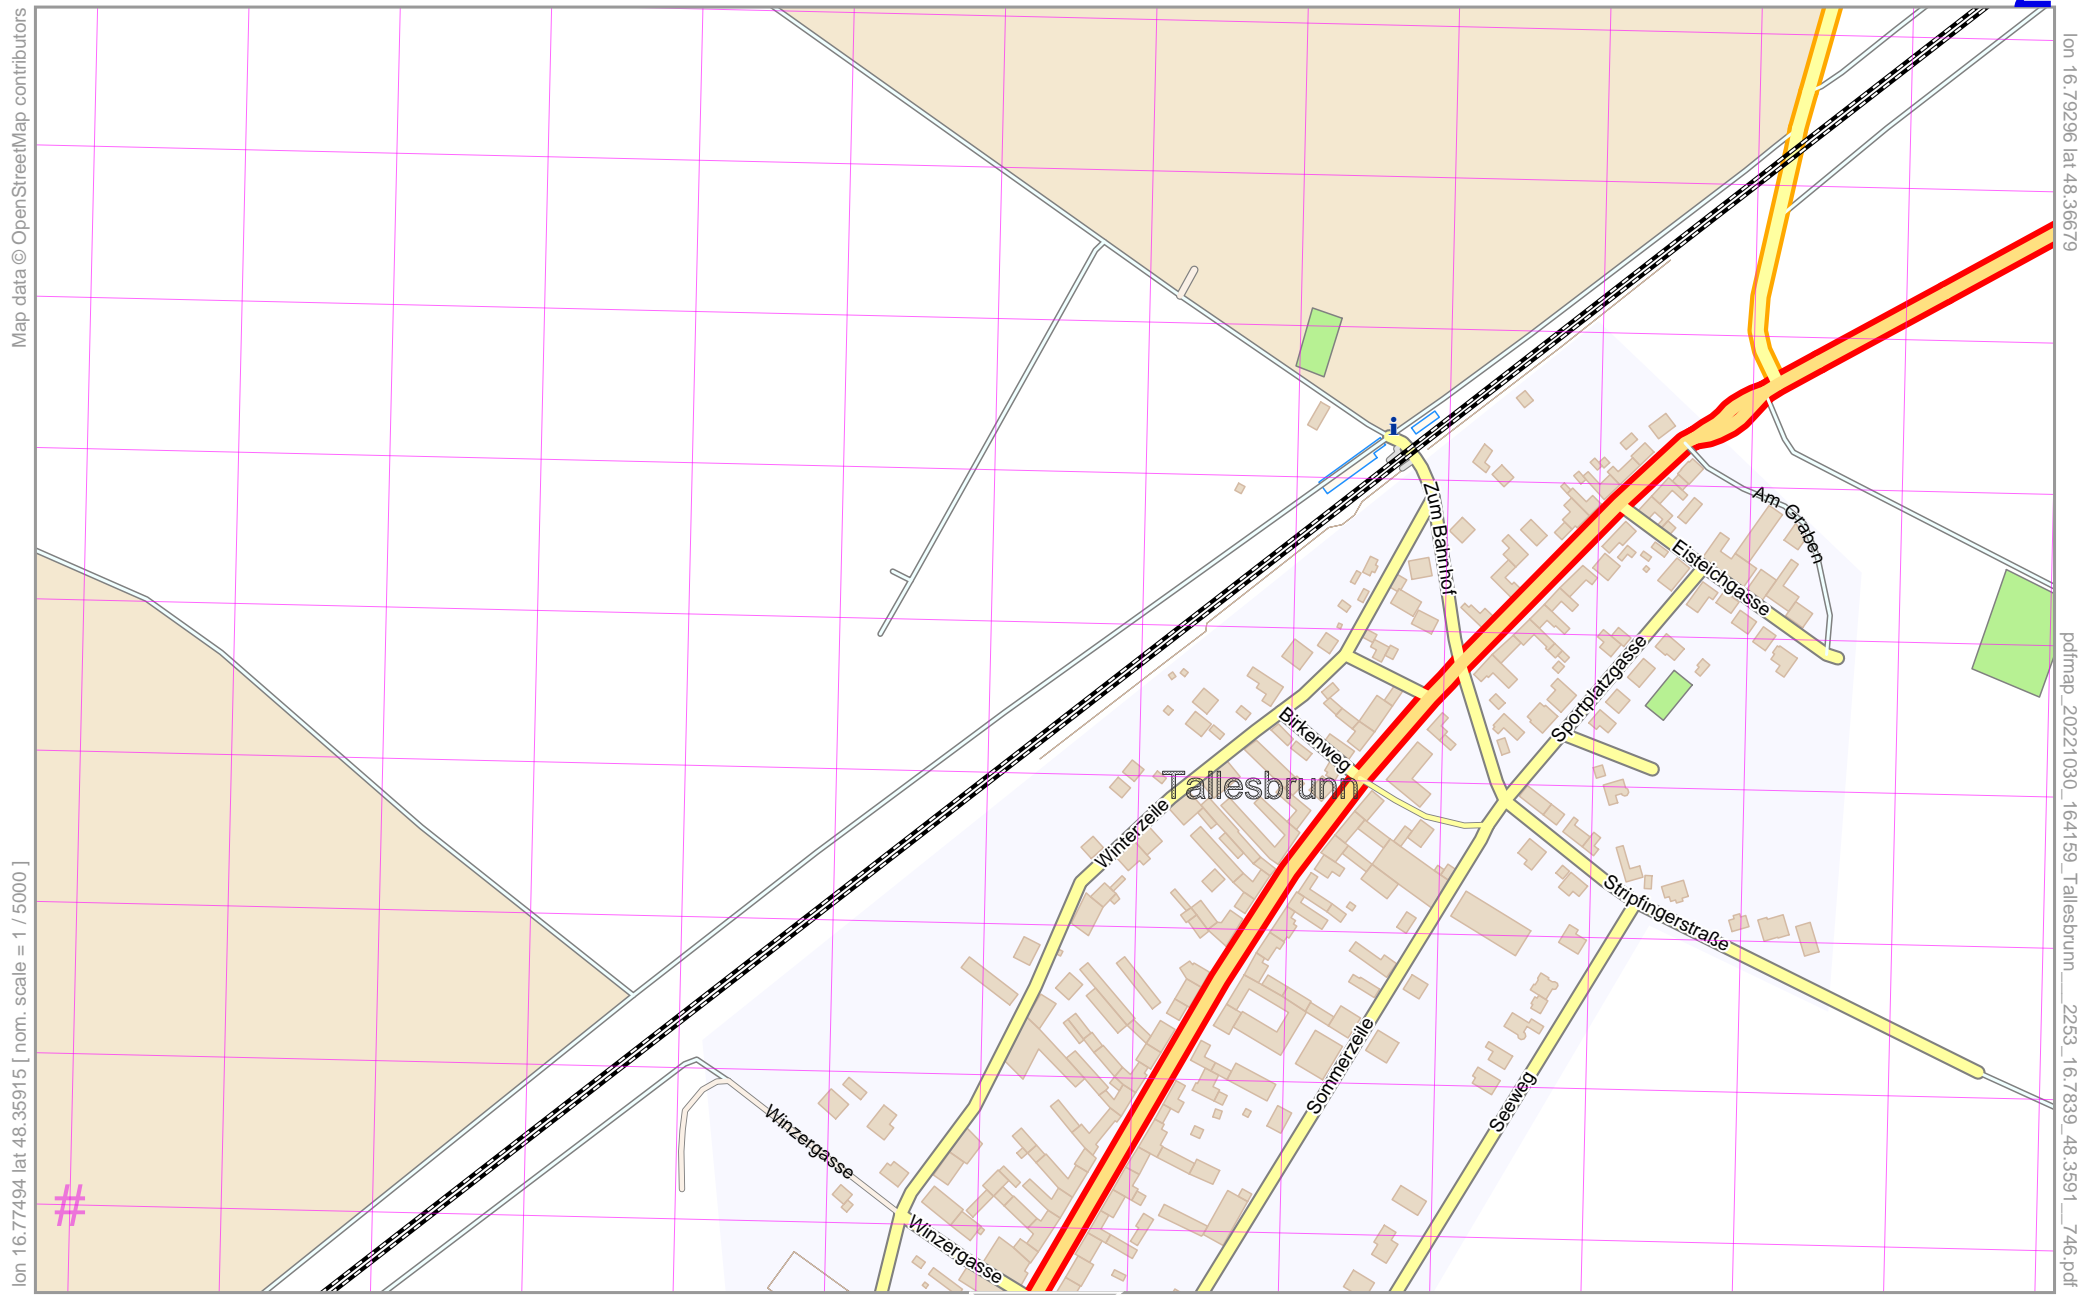 Map data © OpenStreetMap contributors
lon 16.79296 lat 48.36679
i
Zum Bahnhof
Am Graben
Eisteichgasse
Sportplatzgasse
Birkenweg
Tallesbrunn
Winterzeile
Stripfingerstraße
Sommerzeile
Seeweg
Winzergasse
Winzergasse
#
lon 16.77494 lat 48.35915 [ nom. scale = 1 / 5000 ]
pdfmap_20221030_164159_Tallesbrunn___2253_16.7839_48.3591__746.pdf